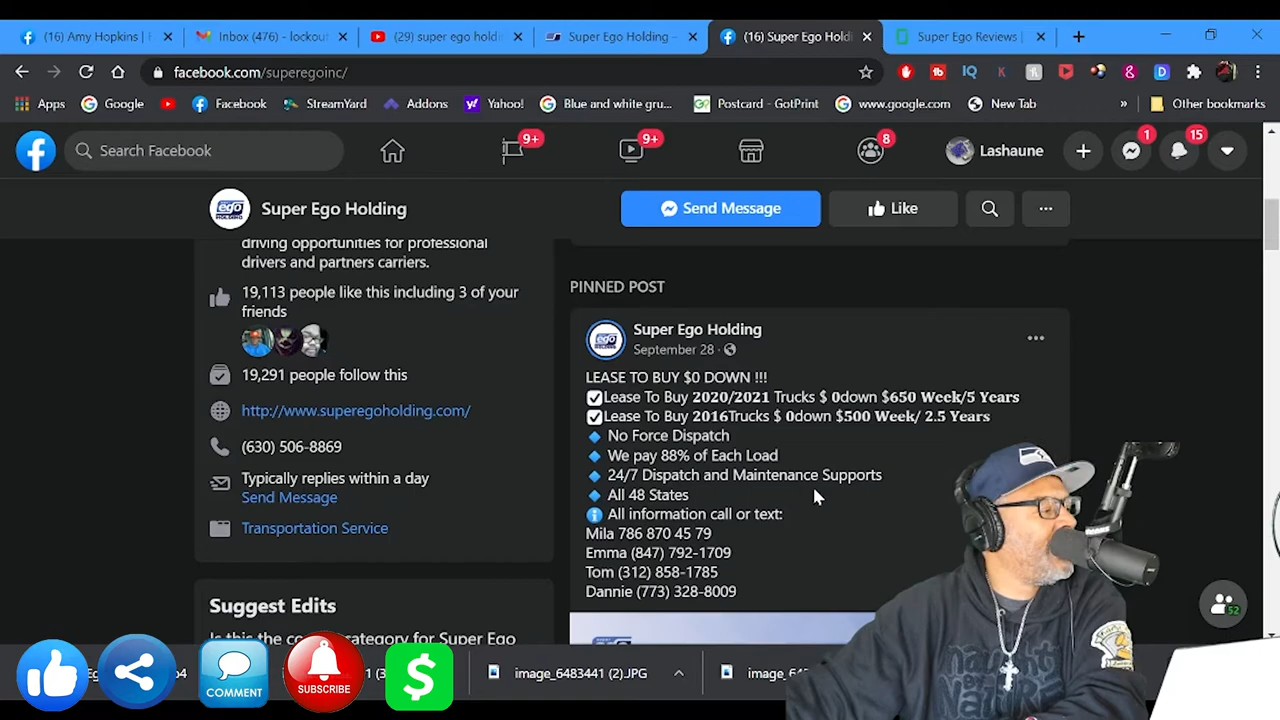 (16) Amy Hopkins |
Inbox (476) - lockout
(29) super ego holdi
Super Ego Holding –
(16) Super Ego Holdi
Super Ego Reviews |
facebook.com/superegoinc/
Apps
Google
Facebook
StreamYard
Addons
Yahoo!
Blue and white gru...
Postcard - GotPrint
www.google.com
New Tab
»
Other bookmarks
Search Facebook
9+
9+
8
Lashaune
1
15
EGO
Super Ego Holding
Send Message
Like
driving opportunities for professional
drivers and partners carriers.
19,113 people like this including 3 of your
friends
19,291 people follow this
http://www.superegoholding.com/
(630) 506-8869
Typically replies within a day
Send Message
Transportation Service
Suggest Edits
PINNED POST
Super Ego Holding
September 28 ·
LEASE TO BUY $0 DOWN !!!
Lease To Buy 2020/2021 Trucks $ 0down $650 Week/5 Years
Lease To Buy 2016Trucks $ 0down $500 Week/ 2.5 Years
No Force Dispatch
We pay 88% of Each Load
24/7 Dispatch and Maintenance Supports
All 48 States
All information call or text:
Mila 786 870 45 79
Emma (847) 792-1709
Tom (312) 858-1785
Dannie (773) 328-8009
52
COMMENT
SUBSCRIBE
$
image_6483441 (2).JPG